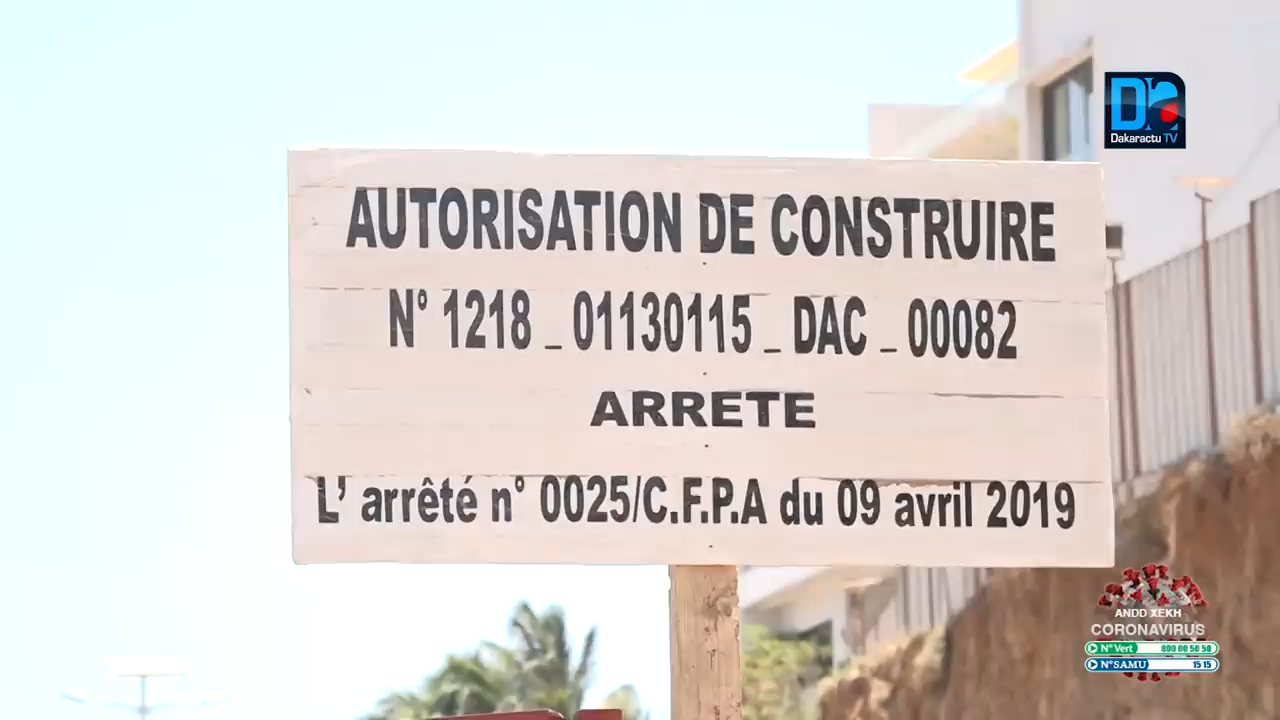 Dakaractu TV
AUTORISATION DE CONSTRUIRE
N° 1218 _ 01130115 _ DAC _ 00082
ARRETE
L' arrêté n° 0025/C.F.P.A du 09 avril 2019
ANDD XEKH
CORONAVIRUS
N°Vert 800 00 50 50
N°SAMU 15 15